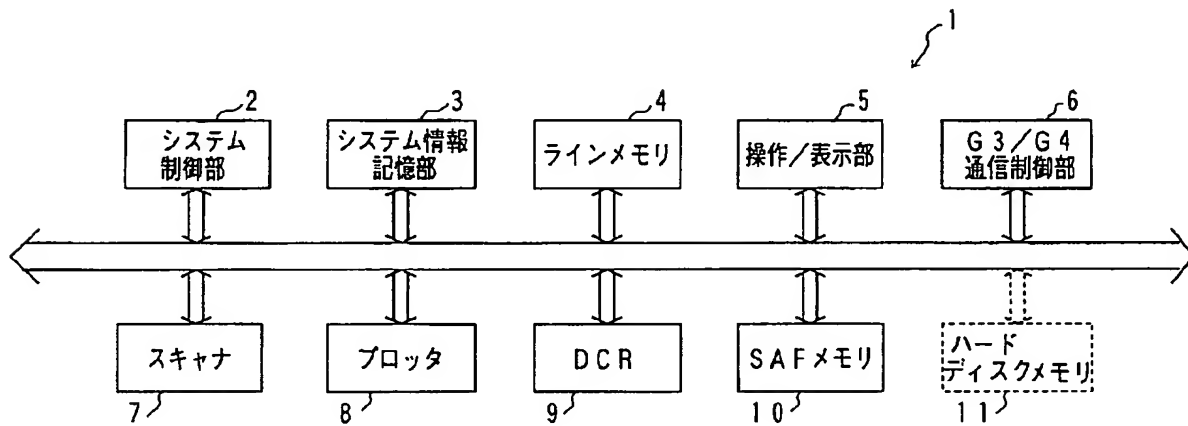 1
2
システム
制御部
3
システム情報
記憶部
4
ラインメモリ
5
操作／表示部
6
G3／G4
通信制御部
スキャナ
7
プロッタ
8
DCR
9
SAFメモリ
10
ハード
ディスクメモリ
11